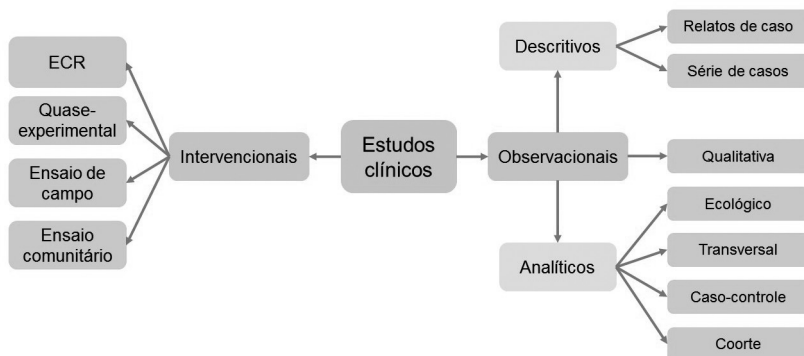 ECR
Quase-
experimental
Ensaio de
campo
Ensaio
comunitário
Intervencionais
Estudos
clínicos
Observacionais
Descritivos
Analíticos
Relatos de caso
Série de casos
Qualitativa
Ecológico
Transversal
Caso-controle
Coorte